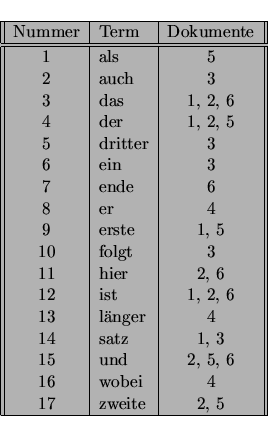 Nummer Term Dokumente
1 als 5
2 auch 3
3 das 1, 2, 6
4 der 1, 2, 5
5 dritter 3
6 ein 3
7 ende 6
8 er 4
9 erste 1, 5
10 folgt 3
11 hier 2, 6
12 ist 1, 2, 6
13 länger 4
14 satz 1, 3
15 und 2, 5, 6
16 wobei 4
17 zweite 2, 5